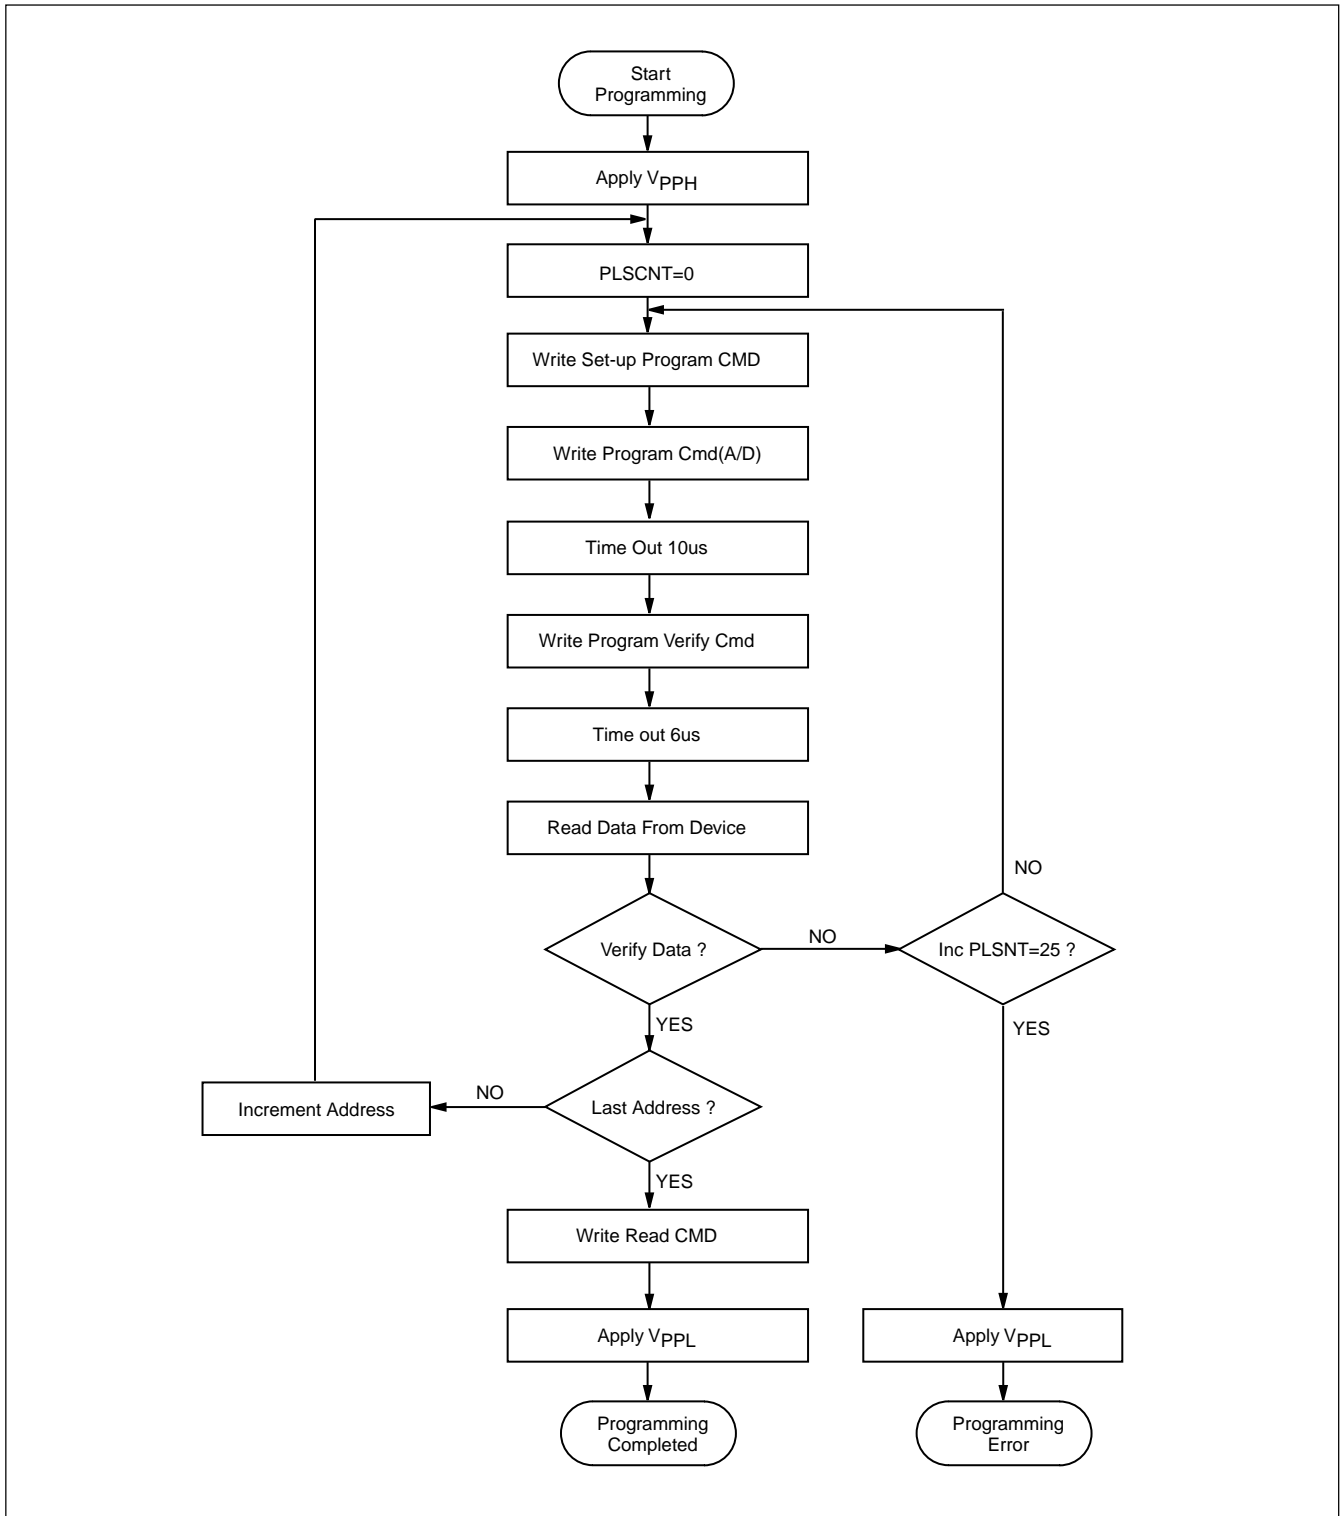 Start
Programming
Apply VPPH
PLSCNT=0
Write Set-up Program CMD
Write Program Cmd(A/D)
Time Out 10us
Write Program Verify Cmd
Time out 6us
Read Data From Device
NO
Verify Data ?
NO
Inc PLSNT=25 ?
YES
YES
Increment Address
NO
Last Address ?
YES
Write Read CMD
Apply VPPL
Apply VPPL
Programming
Completed
Programming
Error